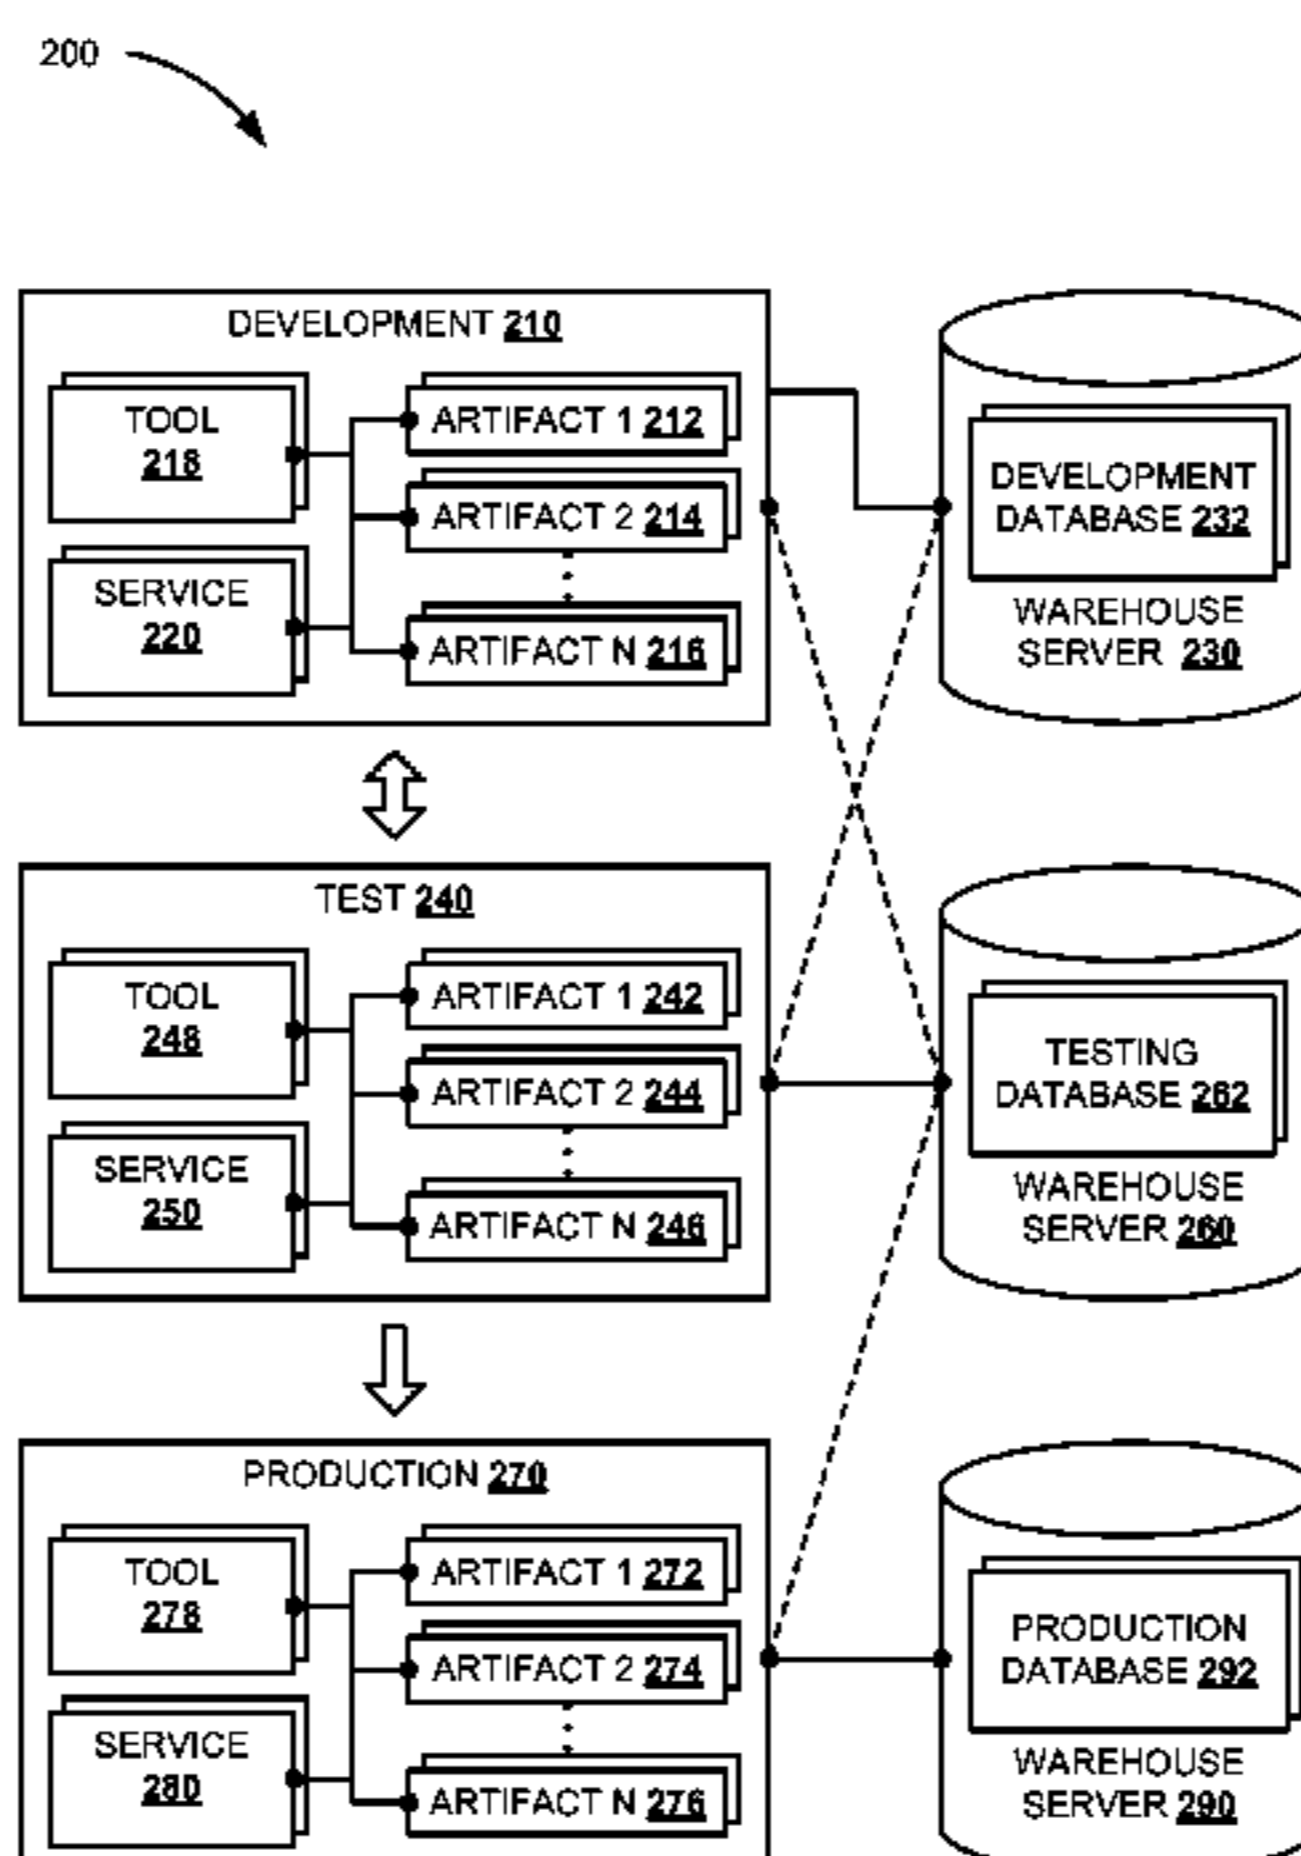 200
DEVELOPMENT 210
TOOL
218
SERVICE
220
ARTIFACT 1 212
ARTIFACT 2 214
ARTIFACT N 216
DEVELOPMENT
DATABASE 232
WAREHOUSE
SERVER 230
TEST 240
TOOL
248
SERVICE
250
ARTIFACT 1 242
ARTIFACT 2 244
ARTIFACT N 246
TESTING
DATABASE 262
WAREHOUSE
SERVER 260
PRODUCTION 270
TOOL
278
SERVICE
280
ARTIFACT 1 272
ARTIFACT 2 274
ARTIFACT N 276
PRODUCTION
DATABASE 292
WAREHOUSE
SERVER 290